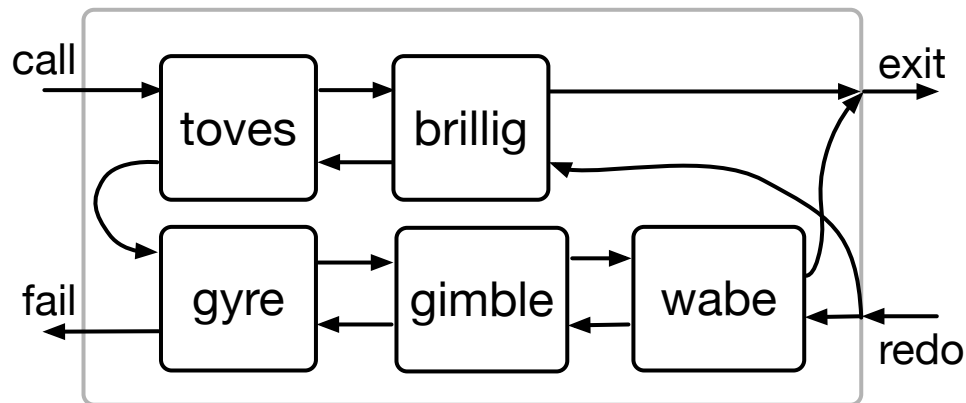 call
exit
toves
brillig
fail
gyre
gimble
wabe
redo